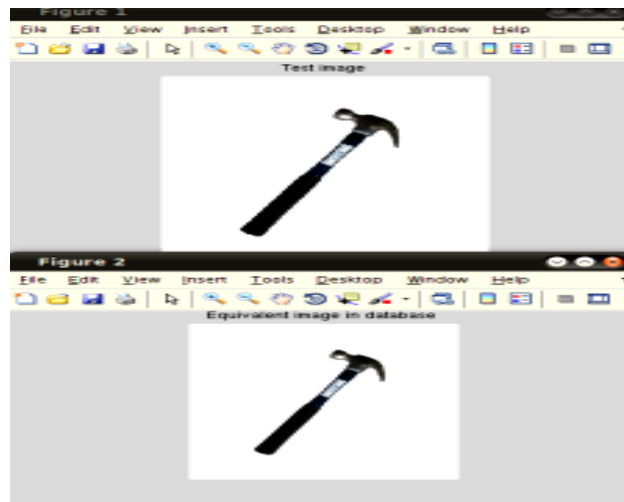 Figure 1
File Edit View Insert Tools Desktop Window Help
Test image
Figure 2
File Edit View Insert Tools Desktop Window Help
Equivalent image in database